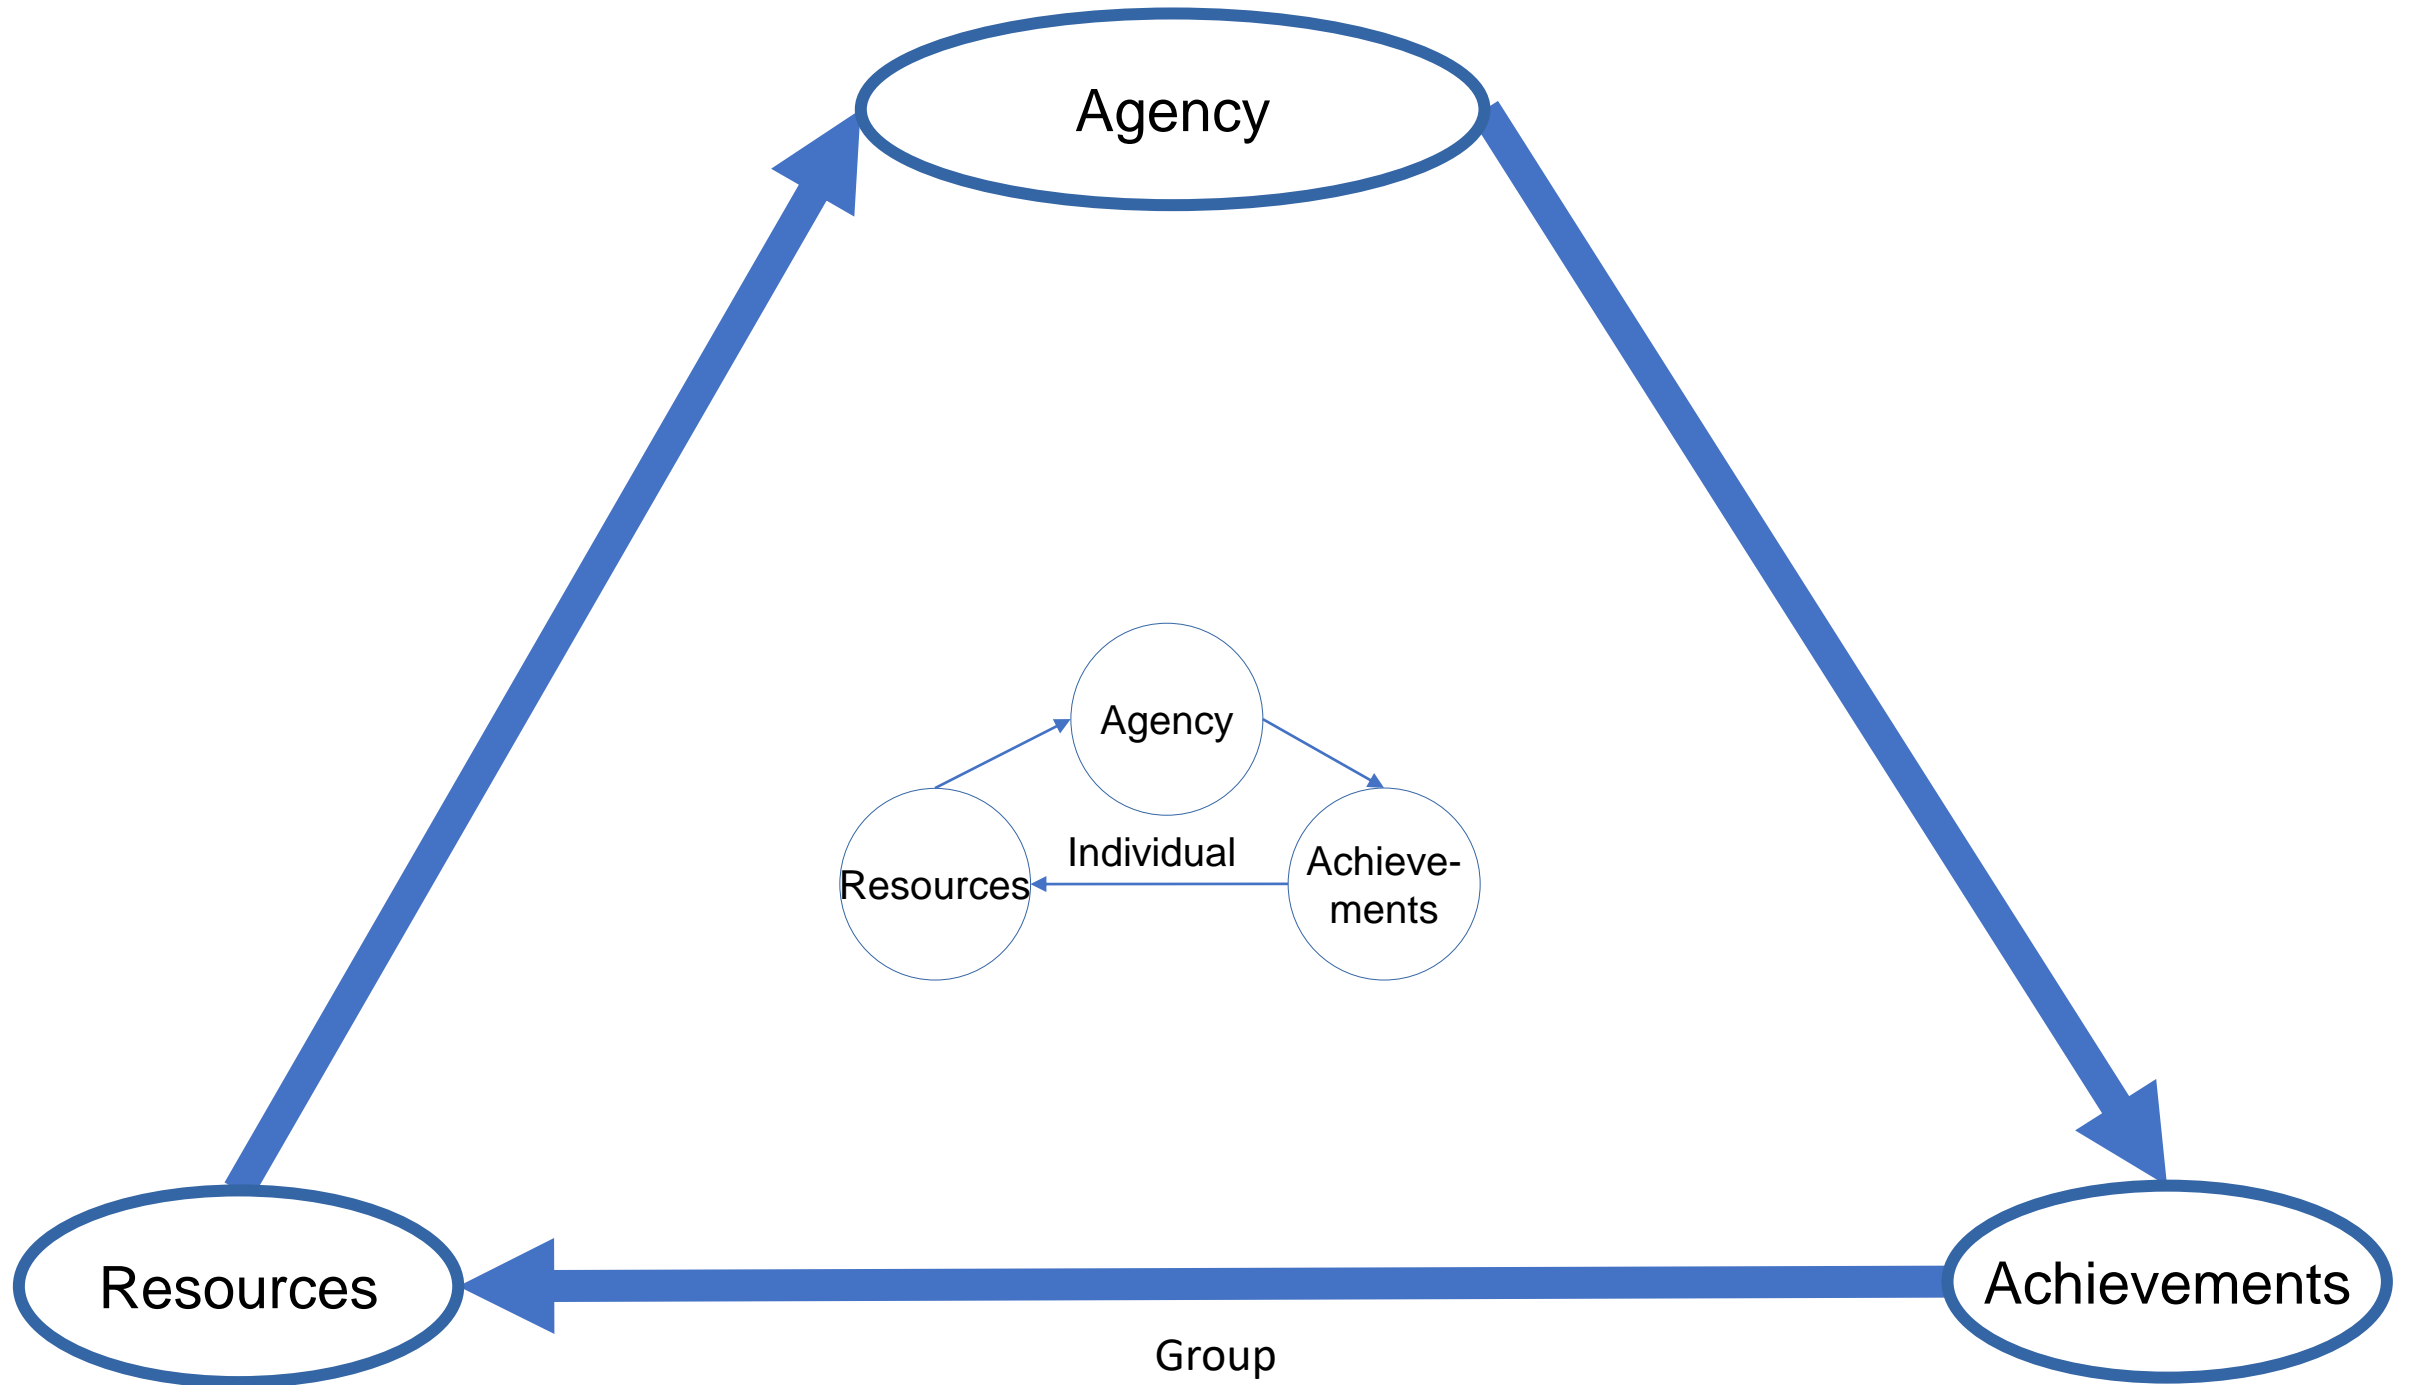 Agency
Agency
Individual
Resources
Achieve-
ments
Resources
Achievements
Group